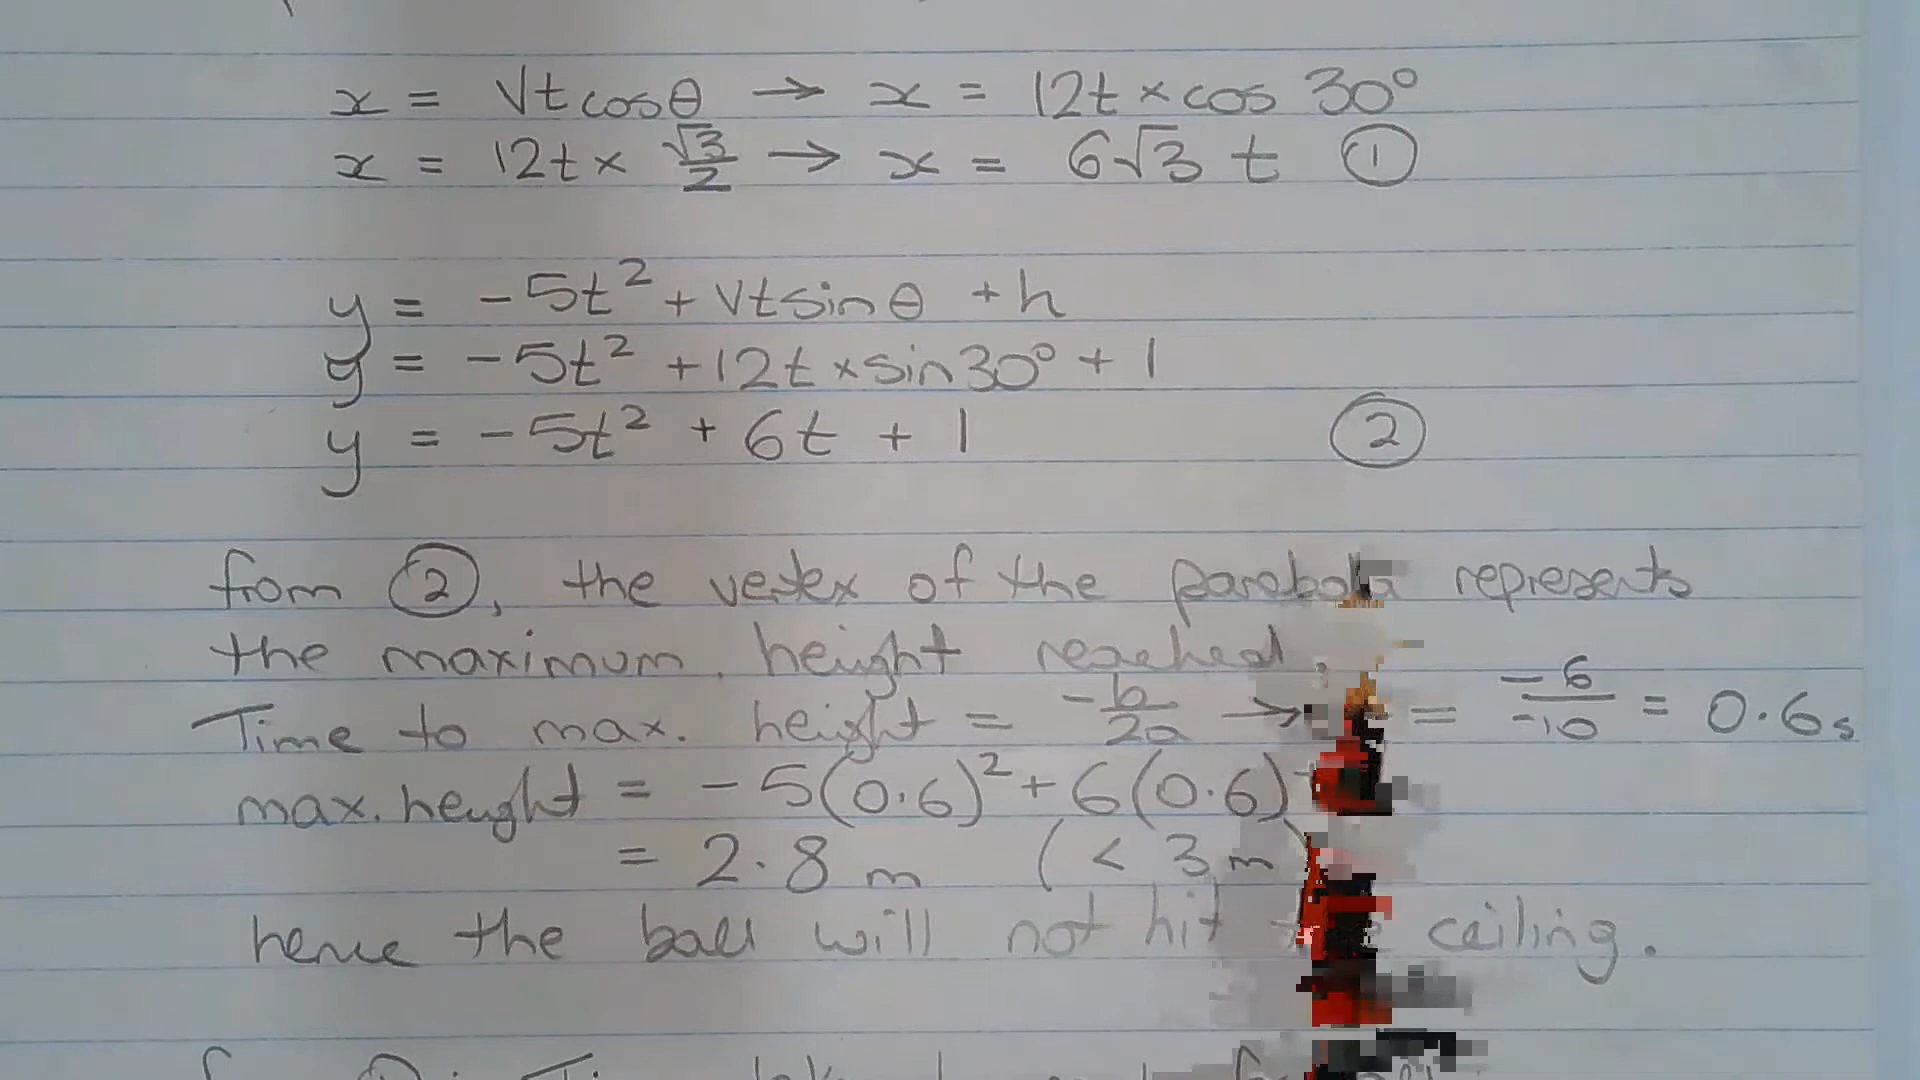 x = Vt cosθ → x = 12t × cos 30°
x = 12t × √3/2 → x = 6√3 t ①
y = -5t² + Vt sinθ + h
y = -5t² + 12t × sin30° + 1
y = -5t² + 6t + 1 ②
from ②, the vertex of the parabola represents
the maximum height reached.
Time to max. height = -b/2a → = -6/-10 = 0.6s
max. height = -5(0.6)² + 6(0.6)
= 2.8 m (< 3m)
hence the ball will not hit ceiling.